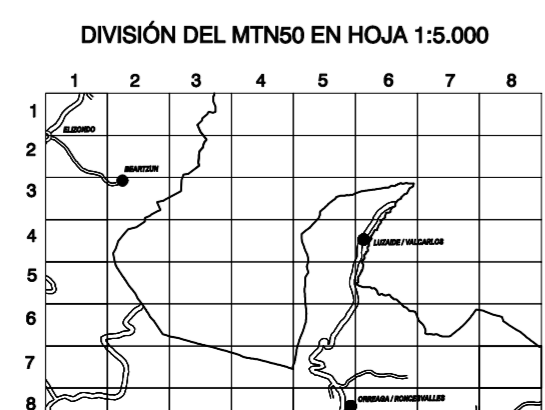 DIVISIÓN DEL MTN50 EN HOJA 1:5.000
1 2 3 4 5 6 7 8
1
ELIZONDO
2
BEARTZUN
3
4
LUZAIDE / VALCARLOS
5
6
7
ORREAGA / RONCESVALLES
8